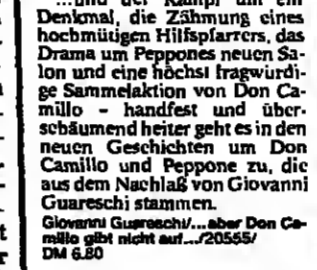 ...und der Kampf um ein
Denkmal, die Zähmung eines
hochmütigen Hilfspfarrers, das
Drama um Peppones neuen Sa-
lon und eine höchst fragwürdi-
ge Sammelaktion von Don Ca-
millo – handfest und über-
schäumend heiter geht es in den
neuen Geschichten um Don
Camillo und Peppone zu, die
aus dem Nachlaß von Giovanni
Guareschi stammen.
Giovanni Guareschi/...aber Don Ca-
millo gibt nicht auf.../20555/
DM 6.80